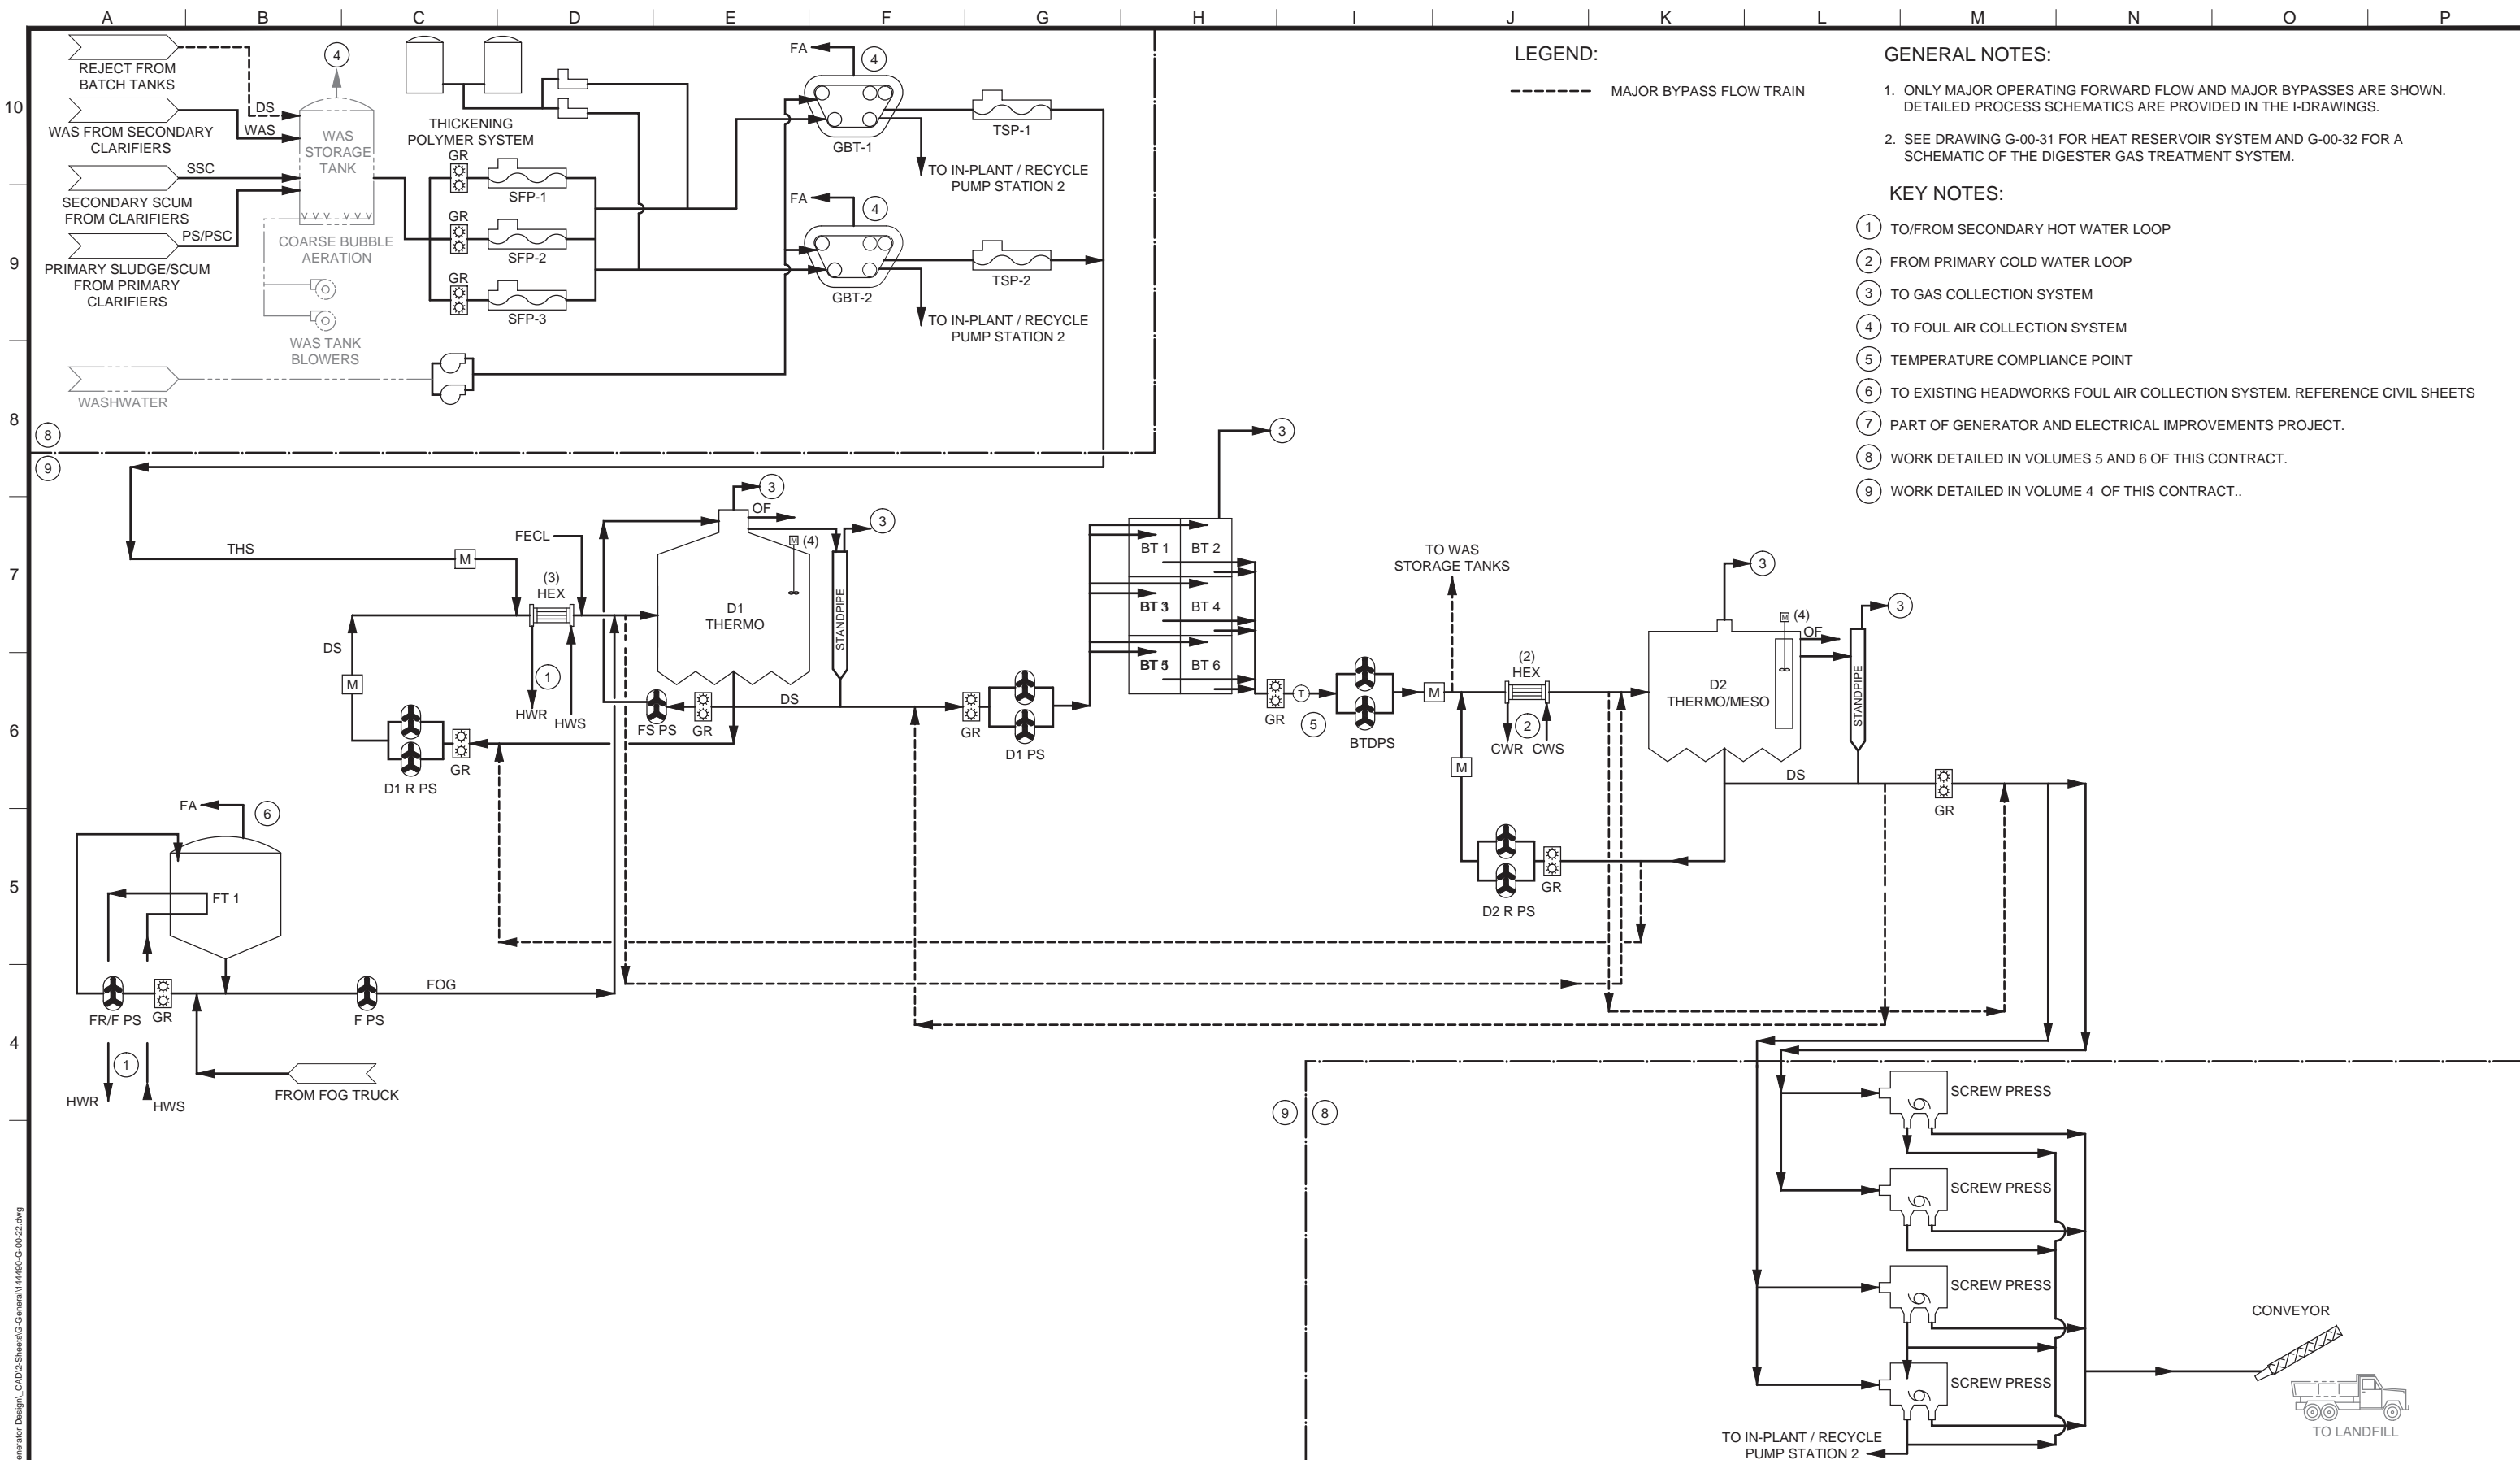 A B C D E F G H I J K L M N O P
10
9
8
7
6
5
4
REJECT FROM
BATCH TANKS
WAS FROM SECONDARY
CLARIFIERS
SECONDARY SCUM
FROM CLARIFIERS
PRIMARY SLUDGE/SCUM
FROM PRIMARY
CLARIFIERS
DS
WAS
SSC
PS/PSC
4
WAS
STORAGE
TANK
COARSE BUBBLE
AERATION
WAS TANK
BLOWERS
WASHWATER
THICKENING
POLYMER SYSTEM
GR
SFP-1
GR
SFP-2
GR
SFP-3
FA
4
GBT-1
TSP-1
TO IN-PLANT / RECYCLE
PUMP STATION 2
FA
4
GBT-2
TSP-2
TO IN-PLANT / RECYCLE
PUMP STATION 2
LEGEND:
MAJOR BYPASS FLOW TRAIN
GENERAL NOTES:
1. ONLY MAJOR OPERATING FORWARD FLOW AND MAJOR BYPASSES ARE SHOWN.
DETAILED PROCESS SCHEMATICS ARE PROVIDED IN THE I-DRAWINGS.
2. SEE DRAWING G-00-31 FOR HEAT RESERVOIR SYSTEM AND G-00-32 FOR A
SCHEMATIC OF THE DIGESTER GAS TREATMENT SYSTEM.
KEY NOTES:
1 TO/FROM SECONDARY HOT WATER LOOP
2 FROM PRIMARY COLD WATER LOOP
3 TO GAS COLLECTION SYSTEM
4 TO FOUL AIR COLLECTION SYSTEM
5 TEMPERATURE COMPLIANCE POINT
6 TO EXISTING HEADWORKS FOUL AIR COLLECTION SYSTEM. REFERENCE CIVIL SHEETS
7 PART OF GENERATOR AND ELECTRICAL IMPROVEMENTS PROJECT.
8 WORK DETAILED IN VOLUMES 5 AND 6 OF THIS CONTRACT.
9 WORK DETAILED IN VOLUME 4 OF THIS CONTRACT..
8
9
THS
M
FECL
(3)
HEX
DS
M
1
HWR
HWS
D1 R PS
GR
3
OF
M (4)
D1
THERMO
STANDPIPE
3
FS PS
GR
DS
GR
D1 PS
3
BT 1
BT 2
BT 3
BT 4
BT 5
BT 6
GR
T
5
BTDPS
M
TO WAS
STORAGE TANKS
(2)
HEX
2
CWR
CWS
M
D2 R PS
GR
3
M (4)
OF
D2
THERMO/MESO
STANDPIPE
3
DS
GR
FA
6
FT 1
FR/F PS
GR
F PS
FOG
1
HWR
HWS
FROM FOG TRUCK
9
8
SCREW PRESS
SCREW PRESS
SCREW PRESS
SCREW PRESS
TO IN-PLANT / RECYCLE
PUMP STATION 2
CONVEYOR
TO LANDFILL
enerator Design\_CAD\2-Sheets\G-General\144490-G-00-22.dwg